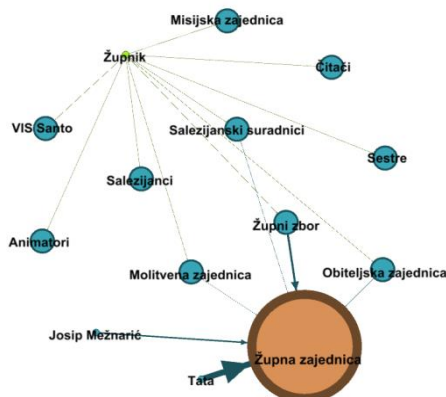 Misijska zajednica
Župnik
Čitači
VIS Santo
Salezijanski suradnici
Sestre
Salezijanci
Župni zbor
Animatori
Molitvena zajednica
Obiteljska zajednica
Josip Mežnarić
Župna zajednica
Tata